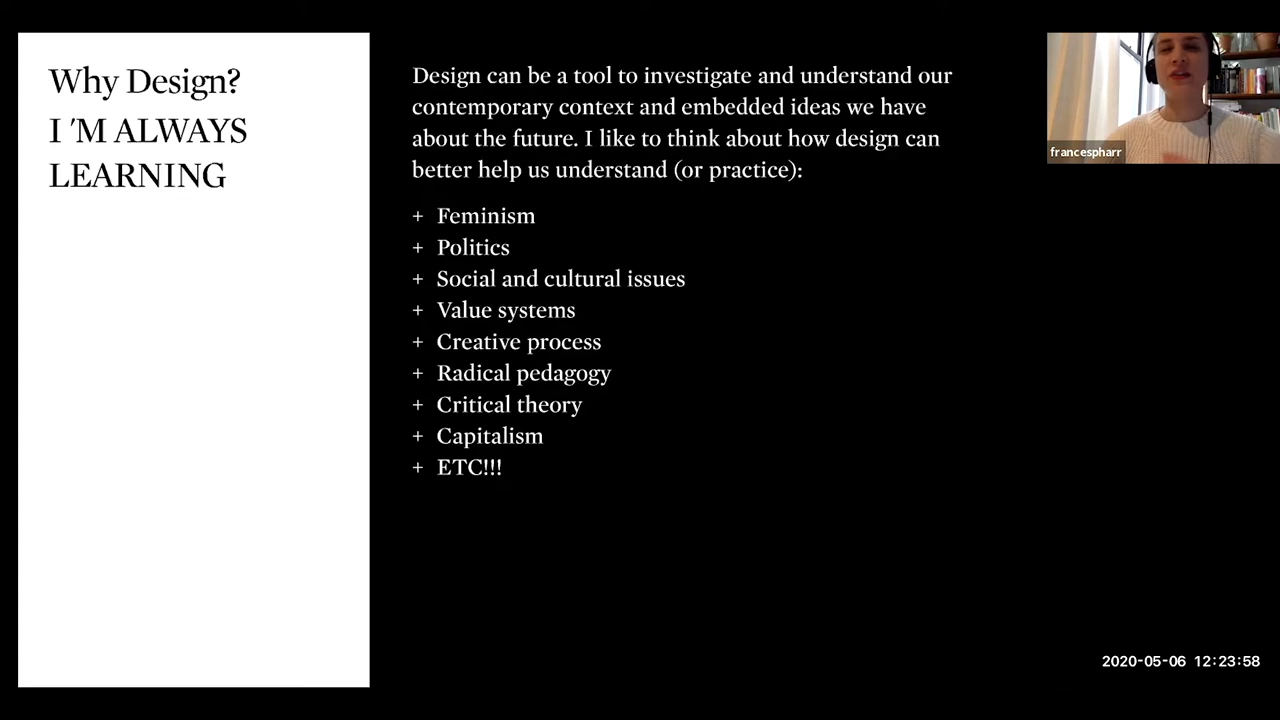 Why Design?
I 'M ALWAYS
LEARNING
Design can be a tool to investigate and understand our
contemporary context and embedded ideas we have
about the future. I like to think about how design can
better help us understand (or practice):
+ Feminism
+ Politics
+ Social and cultural issues
+ Value systems
+ Creative process
+ Radical pedagogy
+ Critical theory
+ Capitalism
+ ETC!!!
francespharr
2020-05-06 12:23:58